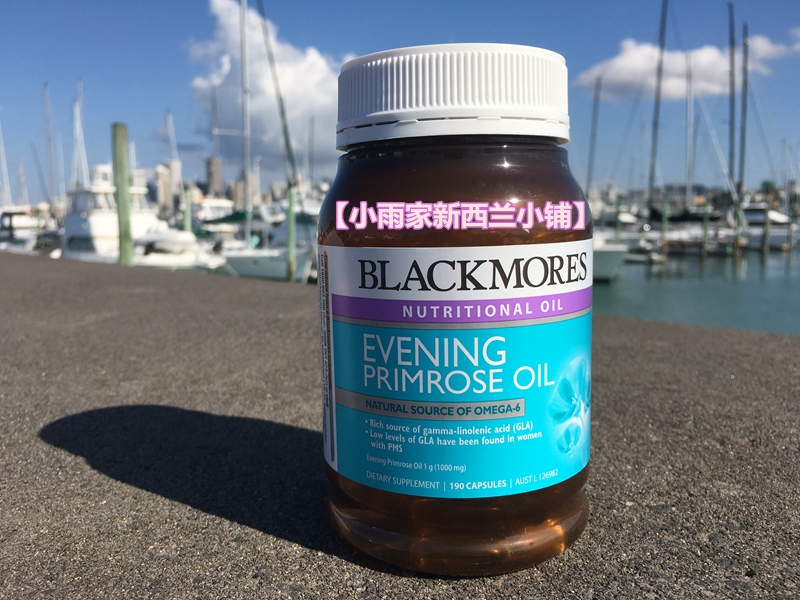 【小雨家新西兰小铺】
BLACKMORES
NUTRITIONAL OIL
EVENING
PRIMROSE OIL
NATURAL SOURCE OF OMEGA-6
• Rich source of gamma-linolenic acid (GLA)
• Low levels of GLA have been found in women
with PMS
Evening Primrose Oil 1 g (1000 mg)
DIETARY SUPPLEMENT | 190 CAPSULES | AUST L 126982